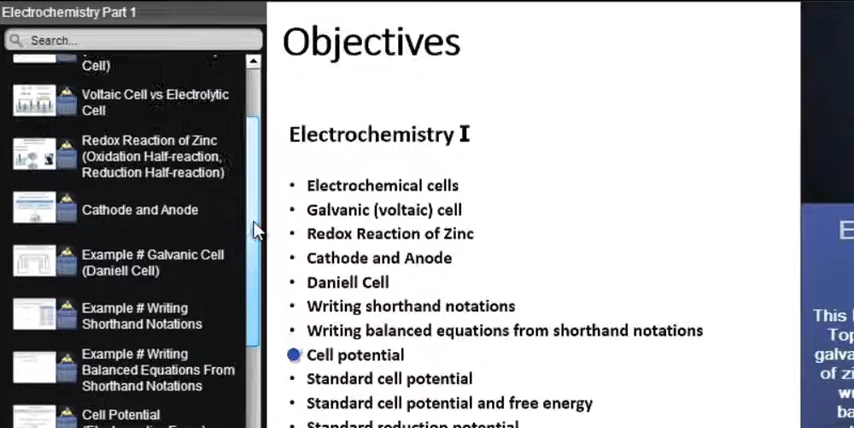 Electrochemistry Part 1
Search...
Cell)
Voltaic Cell vs Electrolytic
Cell
Redox Reaction of Zinc
(Oxidation Half-reaction,
Reduction Half-reaction)
Cathode and Anode
Example # Galvanic Cell
(Daniell Cell)
Example # Writing
Shorthand Notations
Example # Writing
Balanced Equations From
Shorthand Notations
Cell Potential
Objectives
Electrochemistry I
• Electrochemical cells
• Galvanic (voltaic) cell
• Redox Reaction of Zinc
• Cathode and Anode
• Daniell Cell
• Writing shorthand notations
• Writing balanced equations from shorthand notations
Cell potential
• Standard cell potential
• Standard cell potential and free energy
• Standard reduction potential
E
This
Top
galva
of zi
w
ba